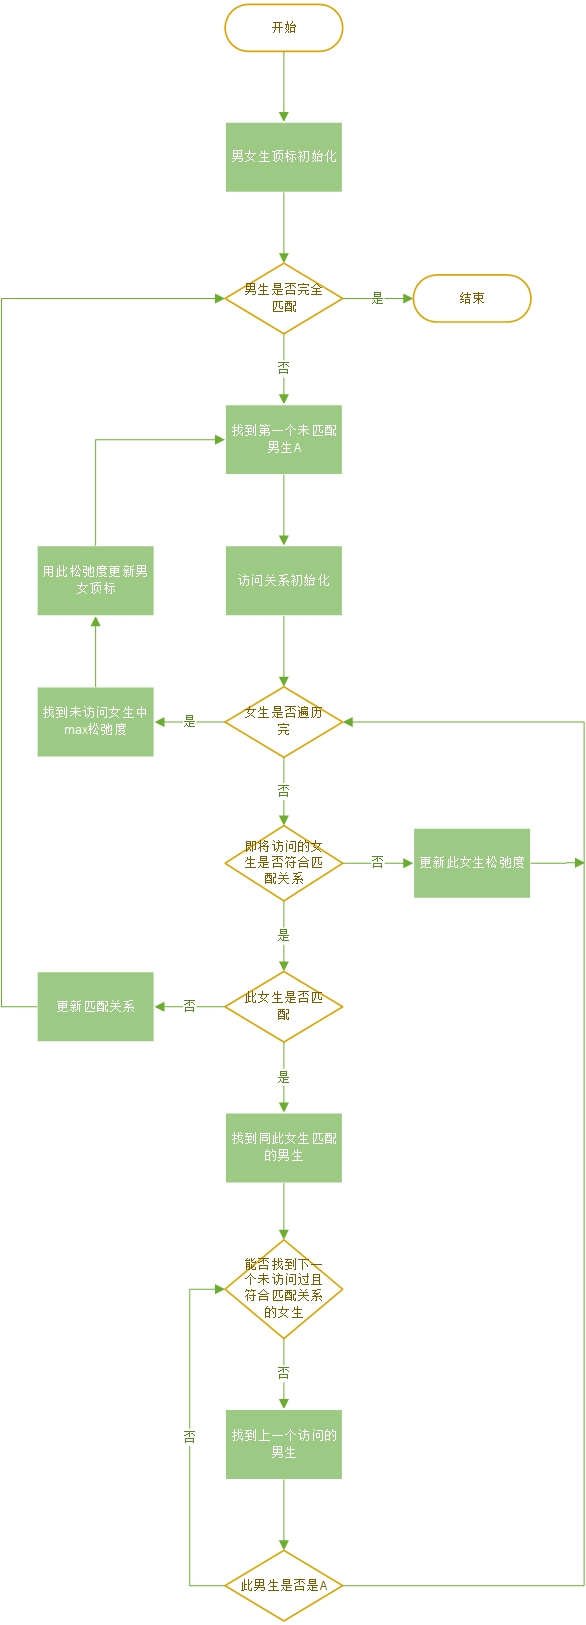 开始
男女生顶标初始化
男生是否完全
匹配
是
结束
否
找到第一个未匹配
男生A
用此松弛度更新男
女顶标
访问关系初始化
找到未访问女生中
max松弛度
是
女生是否遍历
完
否
即将访问的女
生是否符合匹
配关系
否
更新此女生松弛度
是
更新匹配关系
否
此女生是否匹
配
是
找到同此女生匹配
的男生
能否找到下一
个未访问过且
符合匹配关系
的女生
否
否
找到上一个访问的
男生
此男生是否是A